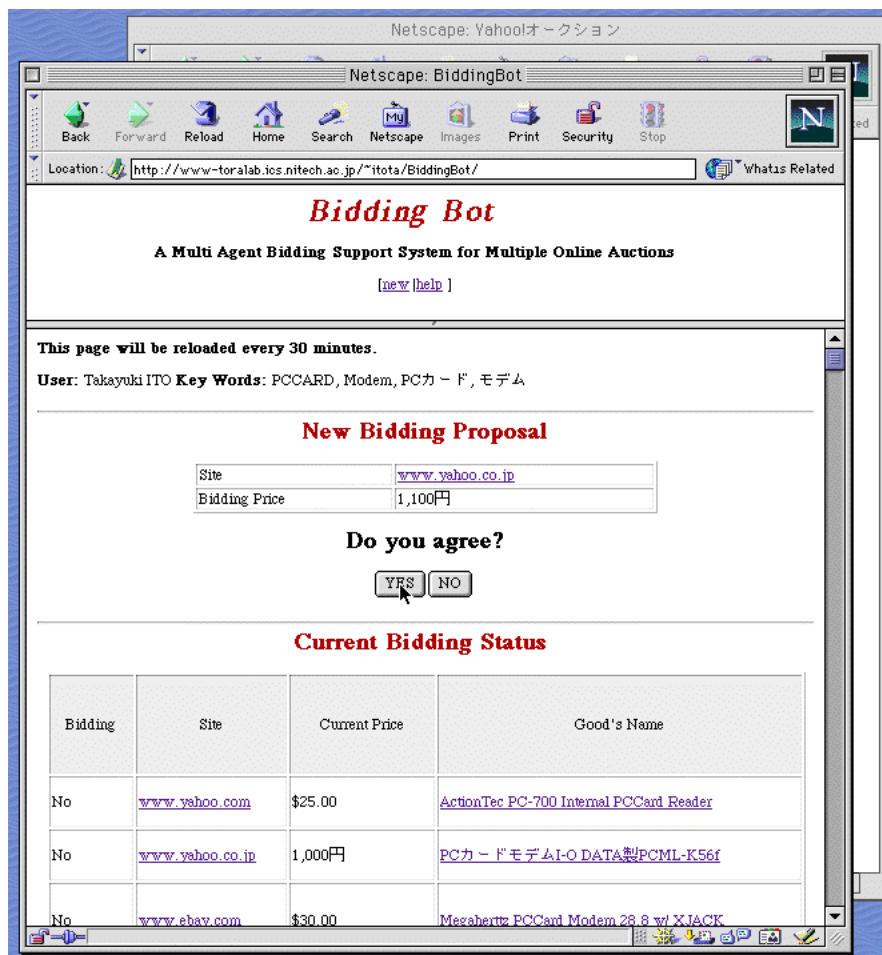 Netscape: Yahoo!オークション
Netscape: BiddingBot
Back Forward Reload Home Search Netscape Images Print Security Stop
My
N
Location: http://www-toralab.ics.nitech.ac.jp/~itota/BiddingBot/ What1s Related
Bidding Bot
A Multi Agent Bidding Support System for Multiple Online Auctions
[new |help ]
This page will be reloaded every 30 minutes.
User: Takayuki ITO Key Words: PCCARD, Modem, PCカード, モデム
New Bidding Proposal
Site www.yahoo.co.jp
Bidding Price 1,100円
Do you agree?
YES NO
Current Bidding Status
Bidding Site Current Price Good's Name
No www.yahoo.com $25.00 ActionTec PC-700 Internal PCCard Reader
No www.yahoo.co.jp 1,000円 PCカードモデムI-O DATA製PCML-K56f
No www.ebay.com $30.00 Megahertz PCCard Modem 28.8 w/ XJACK